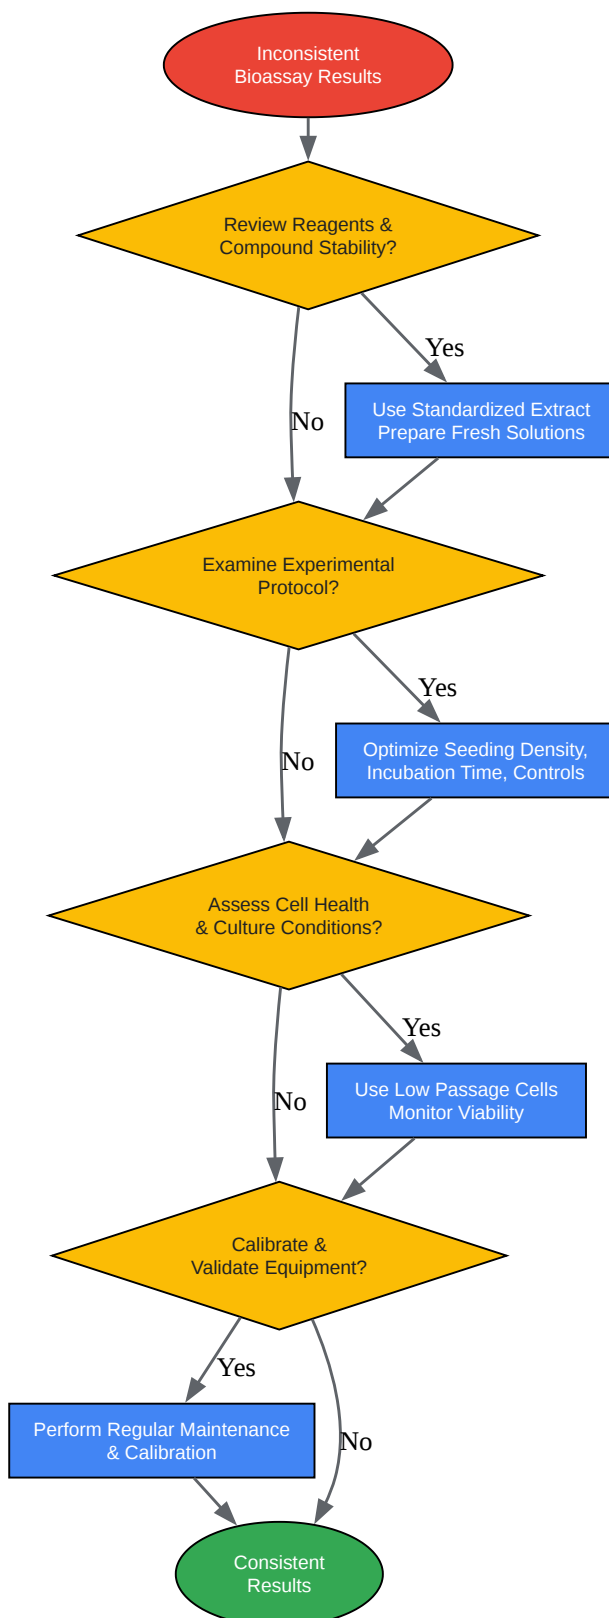 Inconsistent
Bioassay Results
Review Reagents &
Compound Stability?
Yes
Use Standardized Extract
Prepare Fresh Solutions
No
Examine Experimental
Protocol?
Yes
Optimize Seeding Density,
Incubation Time, Controls
No
Assess Cell Health
& Culture Conditions?
Yes
Use Low Passage Cells
Monitor Viability
No
Calibrate &
Validate Equipment?
Yes
Perform Regular Maintenance
& Calibration
No
Consistent
Results